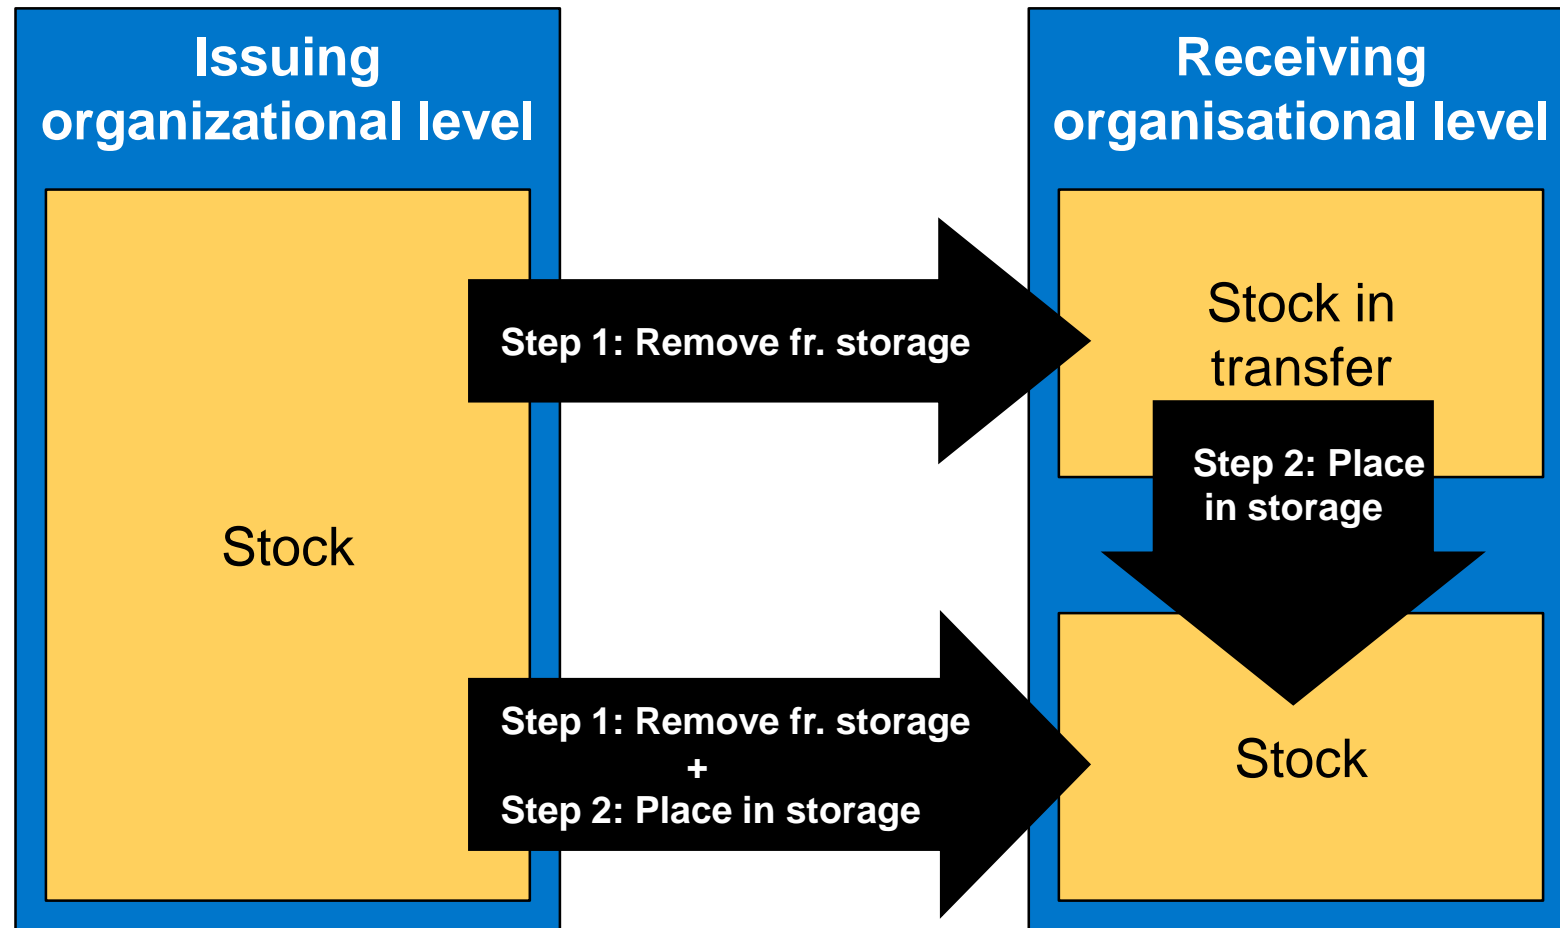 Issuing
organizational level
Receiving
organisational level
Stock
Step 1: Remove fr. storage
Stock in
transfer
Step 2: Place
in storage
Step 1: Remove fr. storage
+
Step 2: Place in storage
Stock